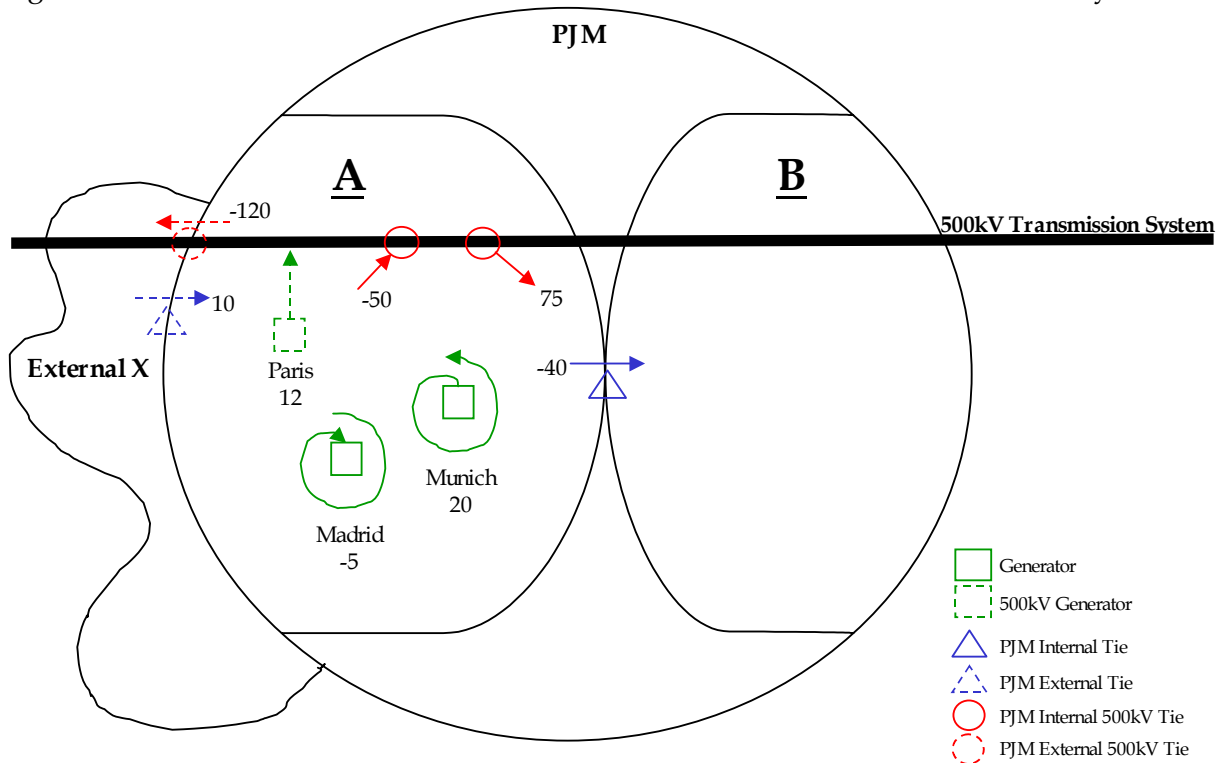 PJM
A
B
-120
500kV Transmission System
10
-50
75
External X
Paris
12
-40
Munich
20
Madrid
-5
Generator
500kV Generator
PJM Internal Tie
PJM External Tie
PJM Internal 500kV Tie
PJM External 500kV Tie